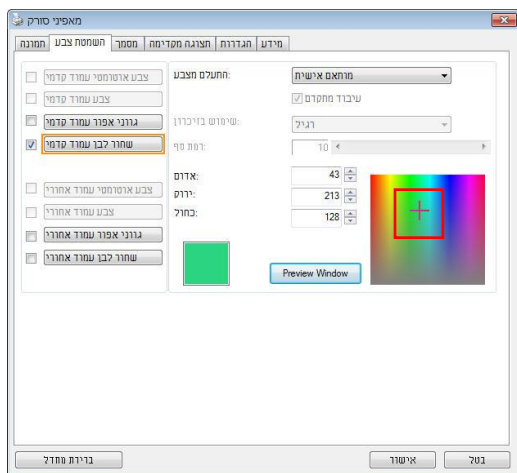 מאפייני סורק
תמונה השמטת צבע מסמך תצוגה מקדימה הגדרות מידע
צבע אוטומטי עמוד קדמי
צבע עמוד קדמי
גווני אפור עמוד קדמי
שחור לבן עמוד קדמי
צבע אוטומטי עמוד אחורי
צבע עמוד אחורי
גווני אפור עמוד אחורי
שחור לבן עמוד אחורי
התעלם מצבע: מותאם אישית
עיבוד מתקדם
שימוש בזיכרון: רגיל
רמת סף: 10
אדום: 43
ירוק: 213
כחול: 128
Preview Window
ברירת מחדל אישור בטל